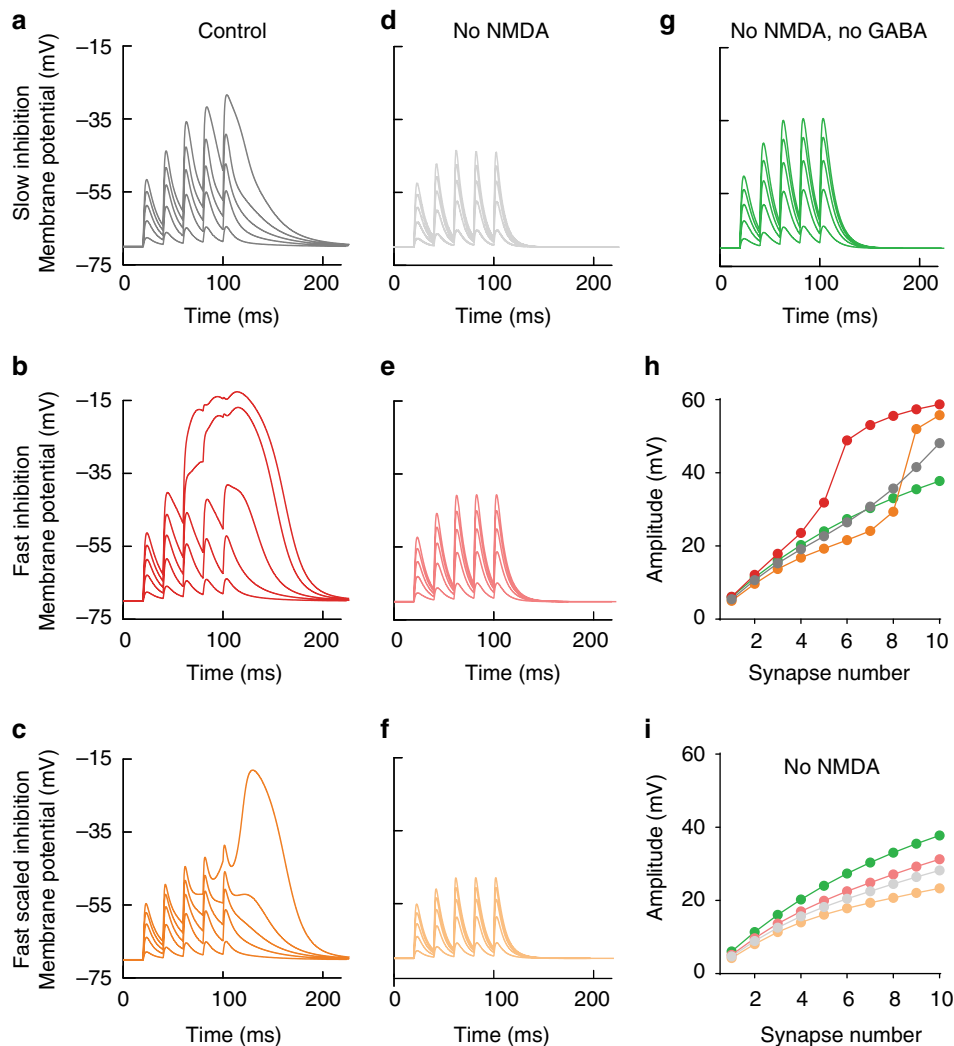 a
Control
Slow inhibition
Membrane potential (mV)
−15
−35
−55
−75
0
100
200
Time (ms)
d
No NMDA
0
100
200
Time (ms)
g
No NMDA, no GABA
0
100
200
Time (ms)
b
Fast inhibition
Membrane potential (mV)
−15
−35
−55
−75
0
100
200
Time (ms)
e
0
100
200
Time (ms)
h
Amplitude (mV)
60
40
20
0
2
4
6
8
10
Synapse number
c
Fast scaled inhibition
Membrane potential (mV)
−15
−35
−55
−75
0
100
200
Time (ms)
f
0
100
200
Time (ms)
i
No NMDA
Amplitude (mV)
60
40
20
0
2
4
6
8
10
Synapse number